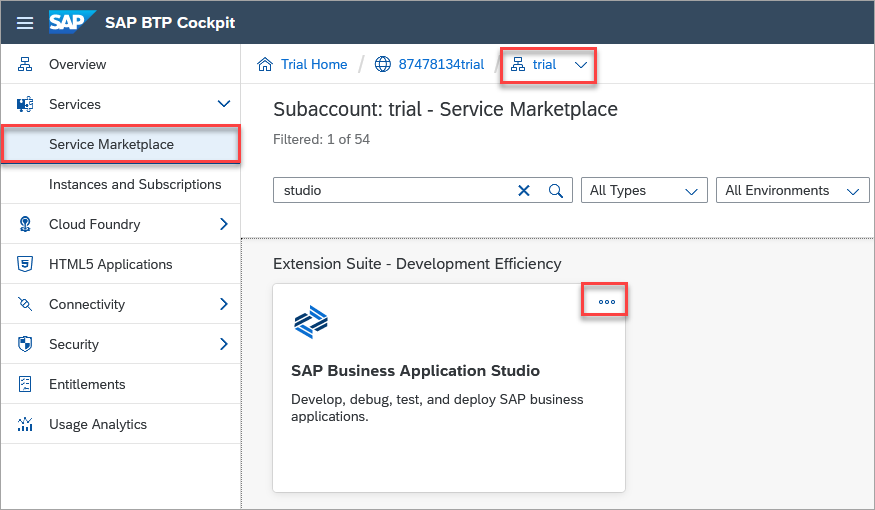 SAP SAP BTP Cockpit
Overview
Services
Service Marketplace
Instances and Subscriptions
Cloud Foundry
HTML5 Applications
Connectivity
Security
Entitlements
Usage Analytics
Trial Home / 87478134trial / trial
Subaccount: trial - Service Marketplace
Filtered: 1 of 54
studio All Types All Environments
Extension Suite - Development Efficiency
SAP Business Application Studio
Develop, debug, test, and deploy SAP business
applications.